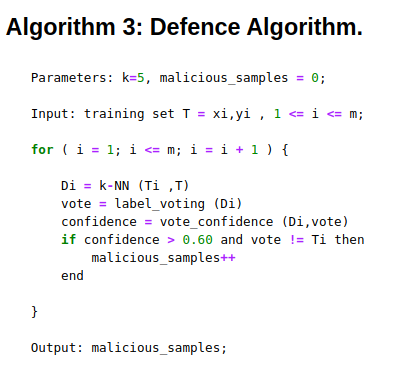 Algorithm 3: Defence Algorithm.
Parameters: k=5, malicious_samples = 0;
Input: training set T = xi,yi , 1 <= i <= m;
for ( i = 1; i <= m; i = i + 1 ) {
Di = k-NN (Ti ,T)
vote = label_voting (Di)
confidence = vote_confidence (Di,vote)
if confidence > 0.60 and vote != Ti then
malicious_samples++
end
}
Output: malicious_samples;